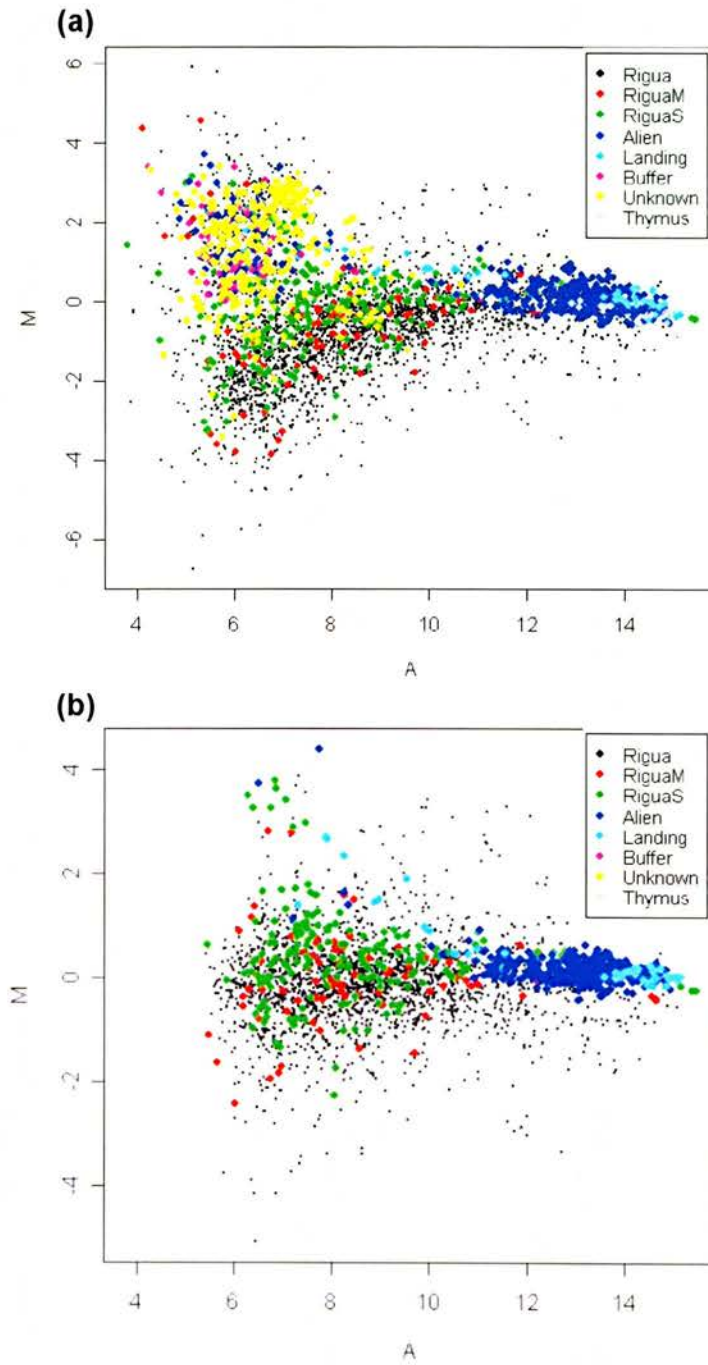 (a)
6
4
2
0
-2
-4
-6
M
4
6
8
10
12
14
A
Rigua
RiguaM
RiguaS
Alien
Landing
Buffer
Unknown
Thymus
(b)
4
2
0
-2
-4
M
4
6
8
10
12
14
A
Rigua
RiguaM
RiguaS
Alien
Landing
Buffer
Unknown
Thymus